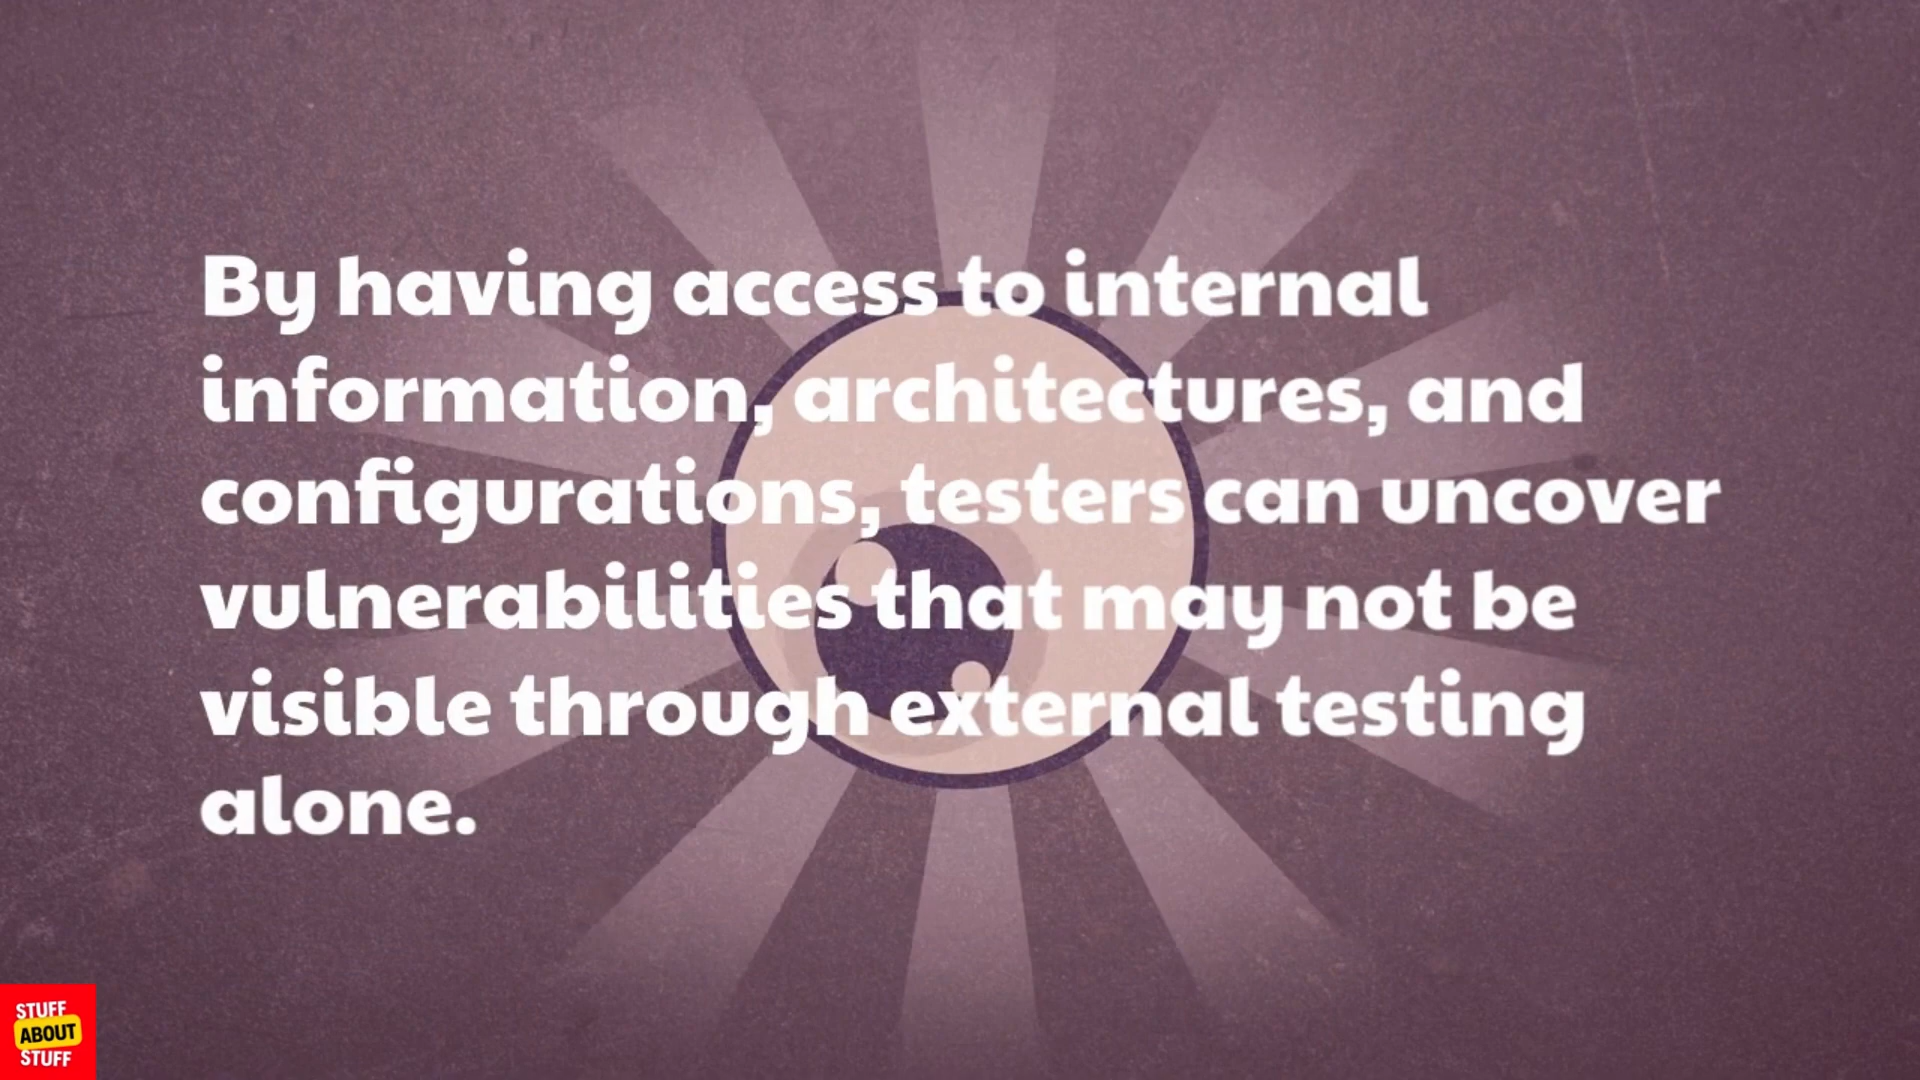 By having access to internal
information, architectures, and
configurations, testers can uncover
vulnerabilities that may not be
visible through external testing
alone.
STUFF
ABOUT
STUFF